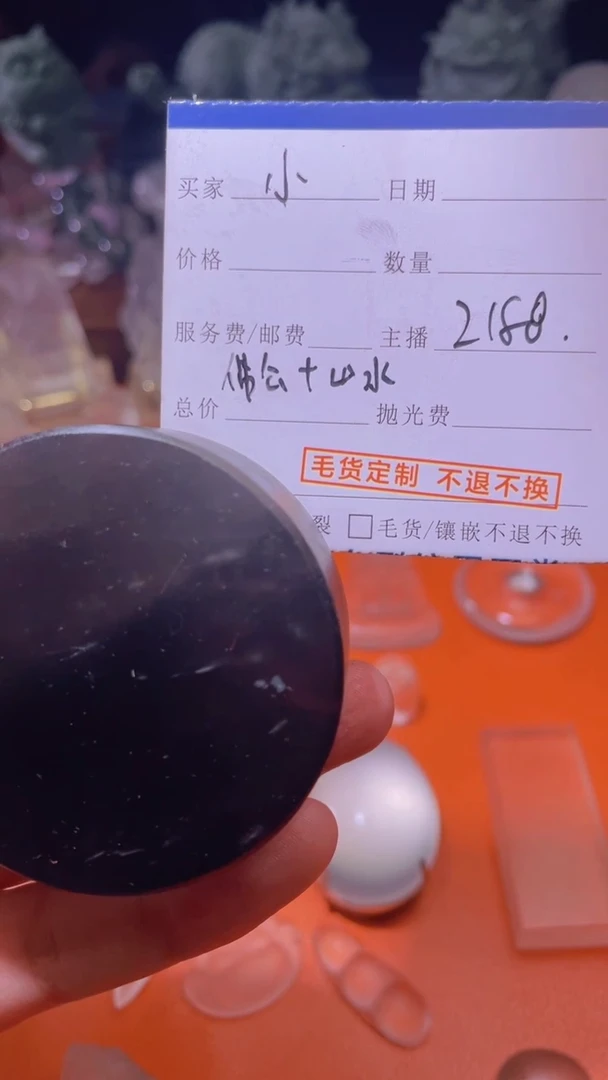 买家 小 日期
价格 数量
服务费/邮费 主播 2188.
佛公十山水
总价 抛光费
毛货定制 不退不换
裂 □毛货/镶嵌不退不换